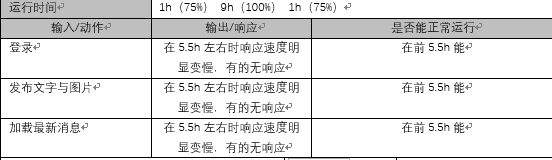 运行时间 1h（75%） 9h（100%） 1h（75%）
输入/动作 输出/响应 是否能正常运行
登录 在 5.5h 左右时响应速度明 在前 5.5h 能
显变慢，有的无响应
发布文字与图片 在 5.5h 左右时响应速度明 在前 5.5h 能
显变慢，有的无响应
加载最新消息 在 5.5h 左右时响应速度明 在前 5.5h 能
显变慢，有的无响应